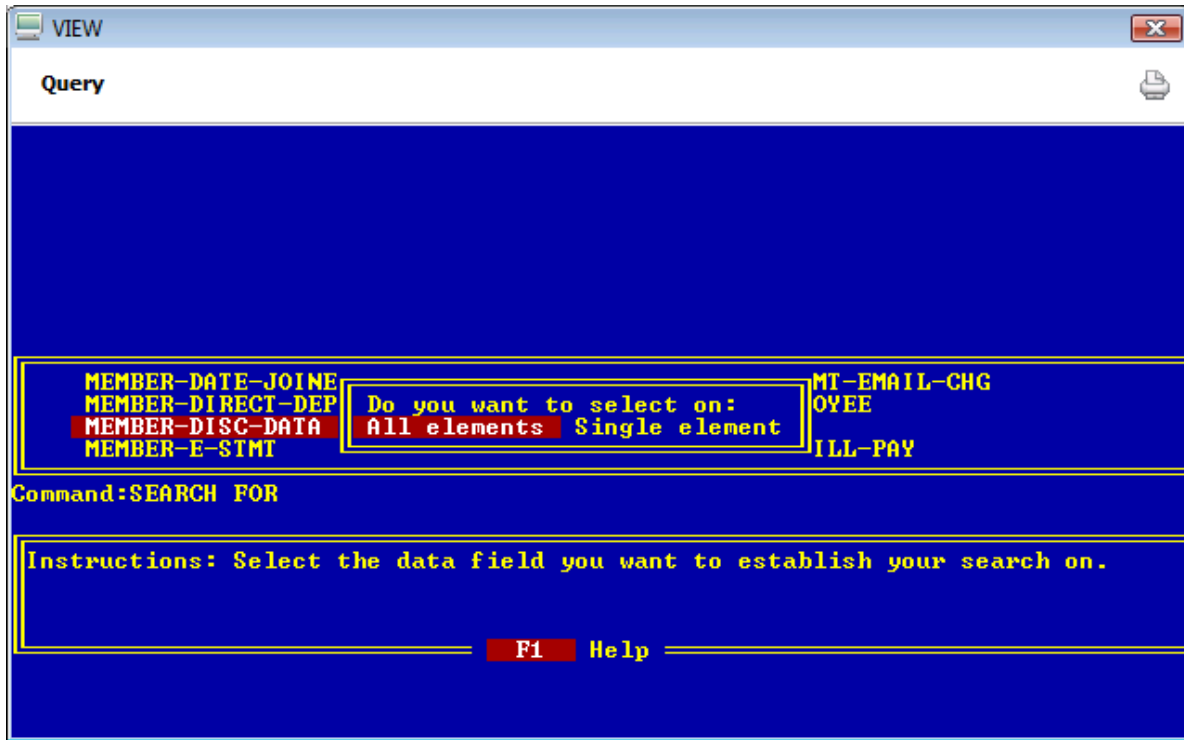 VIEW
Query
MEMBER-DATE-JOINE MT-EMAIL-CHG
MEMBER-DIRECT-DEP Do you want to select on: OYEE
MEMBER-DISC-DATA All elements Single element
MEMBER-E-STMT ILL-PAY
Command:SEARCH FOR
Instructions: Select the data field you want to establish your search on.
F1 Help